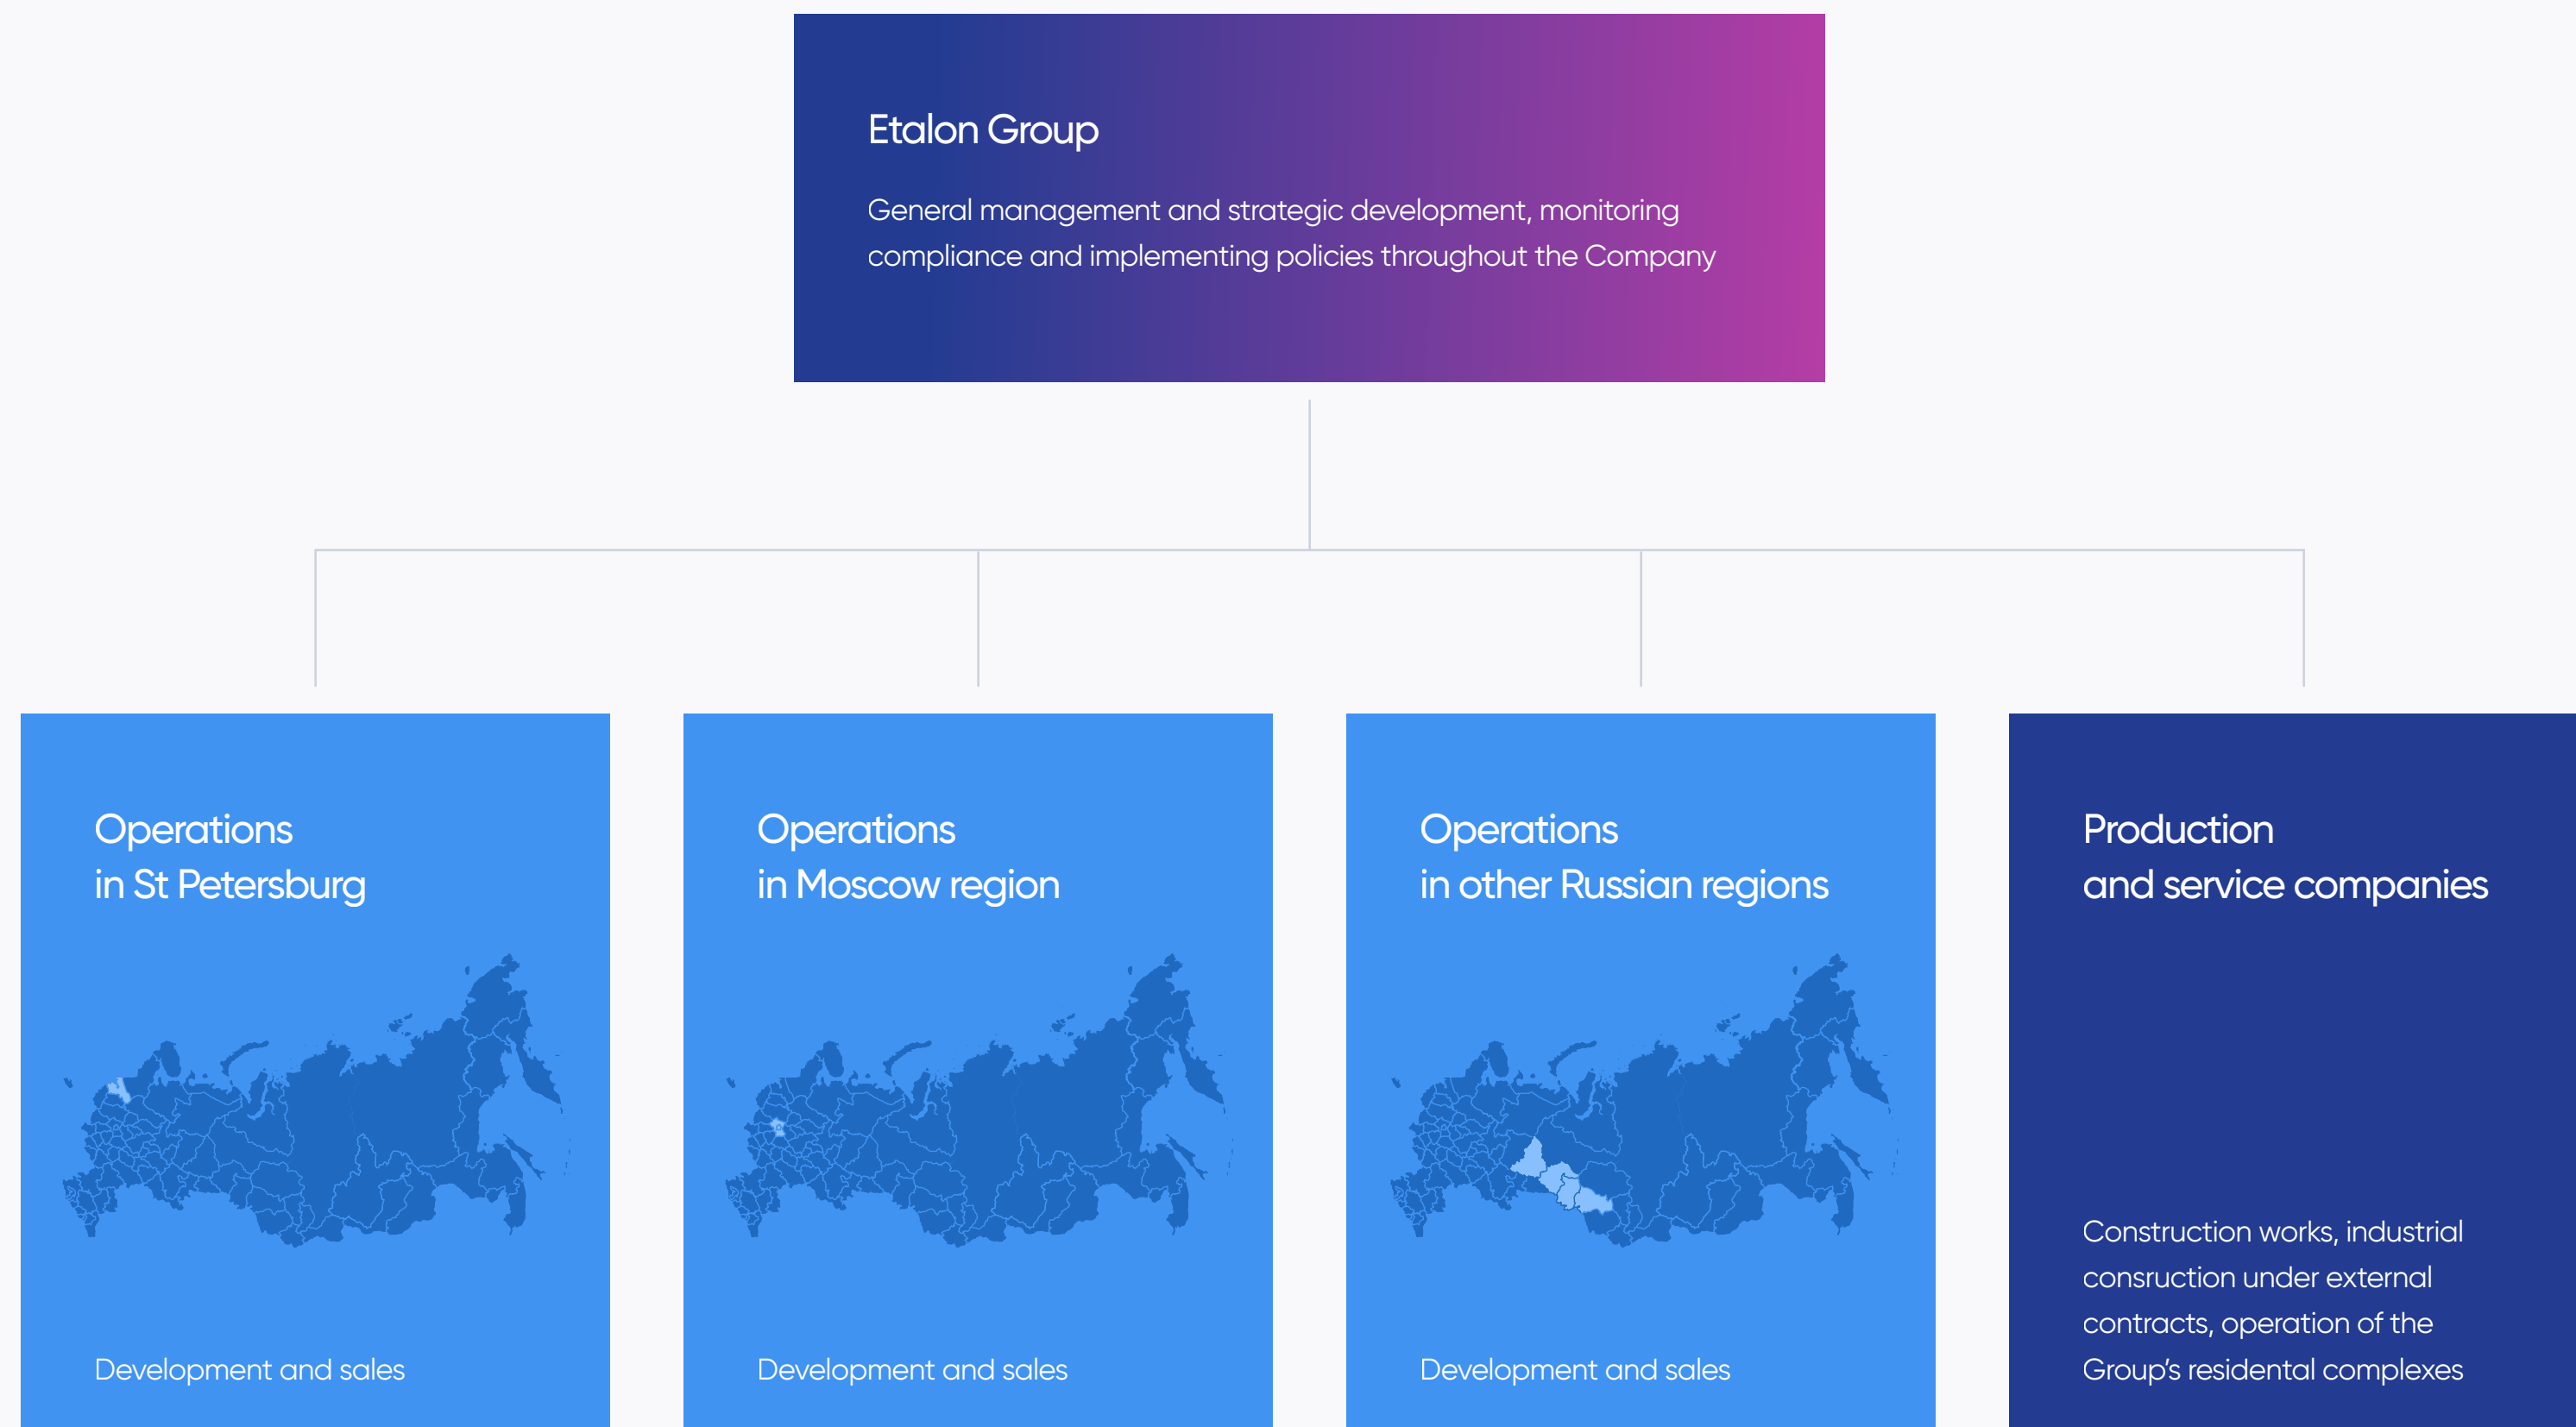 Etalon Group
General management and strategic development, monitoring
compliance and implementing policies throughout the Company
Operations
in St Petersburg
Development and sales
Operations
in Moscow region
Development and sales
Operations
in other Russian regions
Development and sales
Production
and service companies
Construction works, industrial
consruction under external
contracts, operation of the
Group’s residental complexes